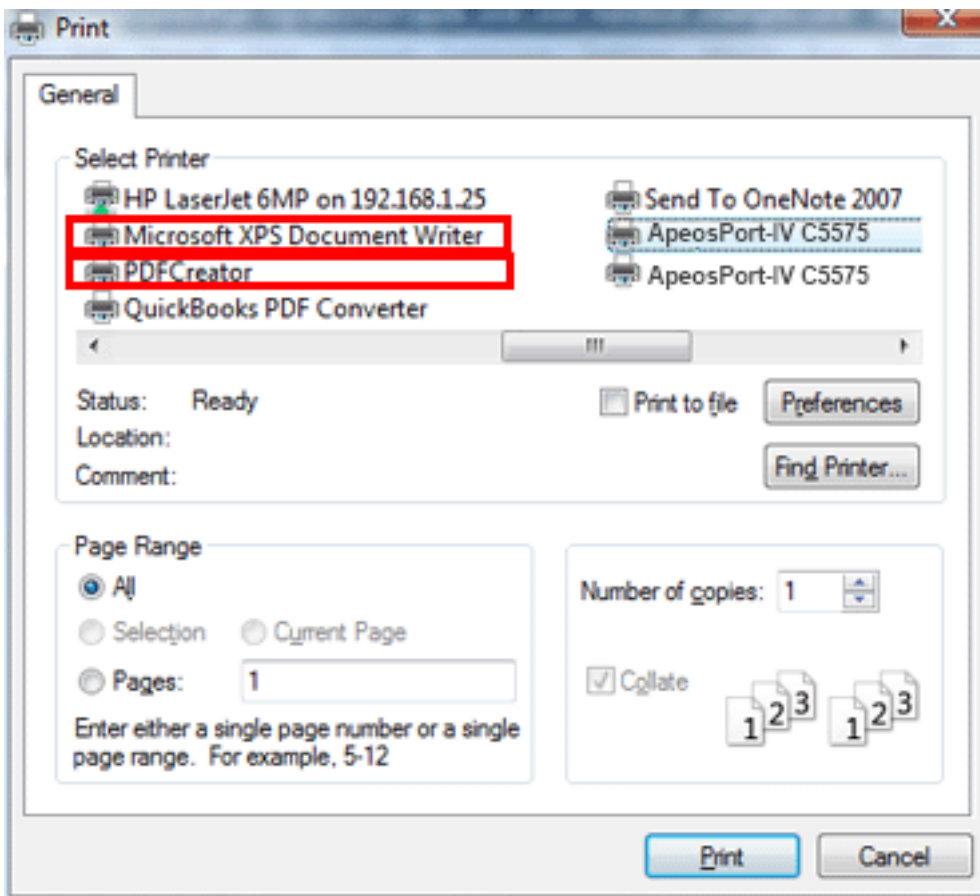 Print
General
Select Printer
HP LaserJet 6MP on 192.168.1.25
Microsoft XPS Document Writer
PDFCreator
QuickBooks PDF Converter
Send To OneNote 2007
ApeosPort-IV C5575
ApeosPort-IV C5575
Status: Ready
Location:
Comment:
Print to file
Preferences
Find Printer...
Page Range
All
Selection Current Page
Pages: 1
Enter either a single page number or a single
page range. For example, 5-12
Number of copies: 1
Collate
1 2 3 1 2 3
Print Cancel